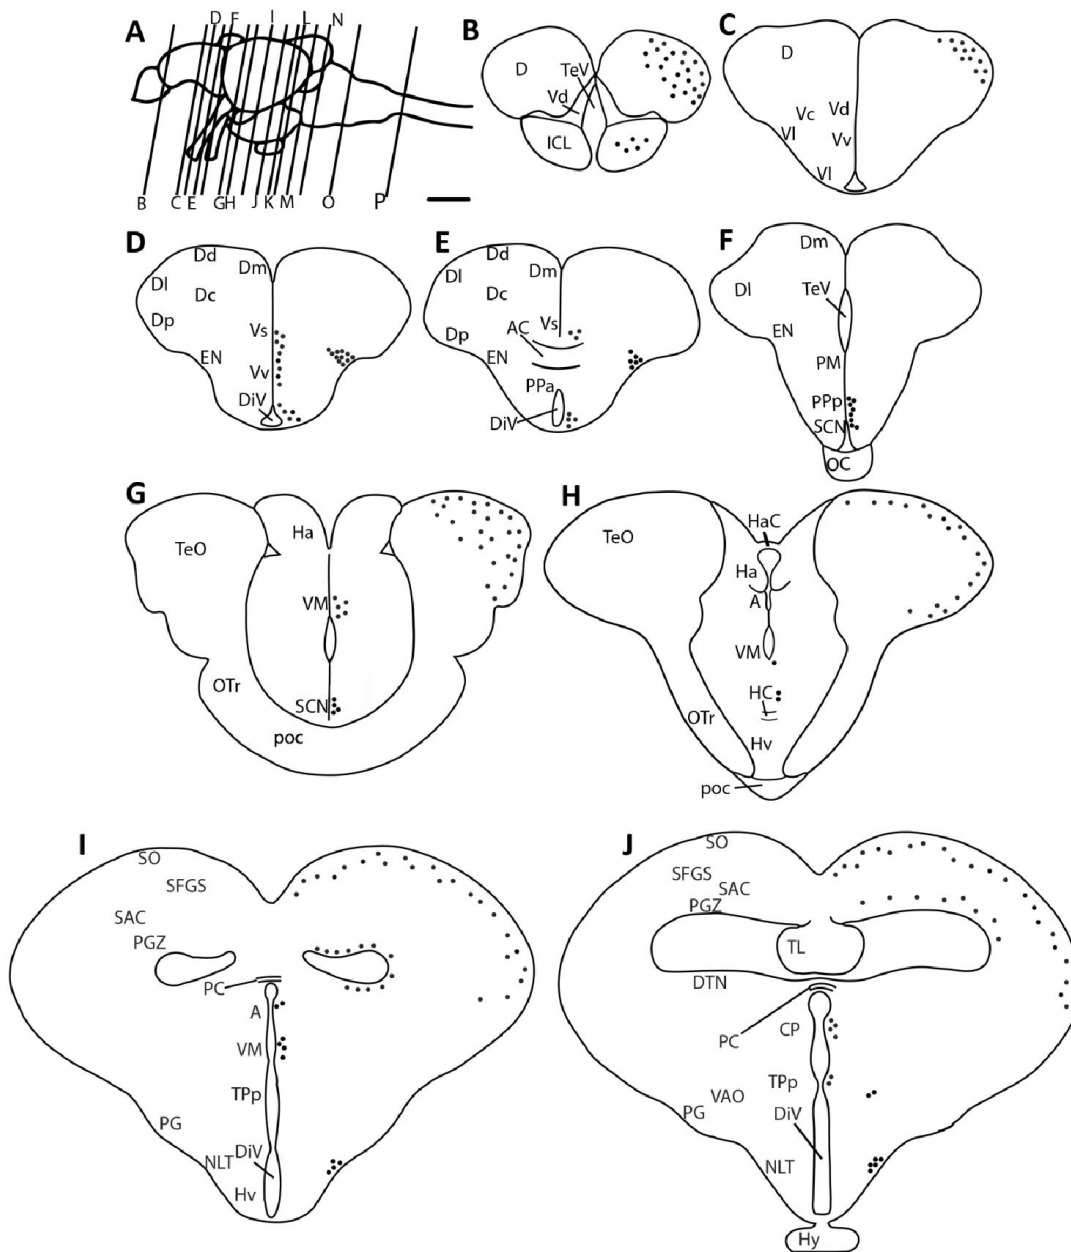 A
D F I L N
B C E G H J K M O P
B
D
TeV
Vd
ICL
C
D
Vc Vd
Vl Vv
Vl
D
Dd
Dm
Dl
Dc
Dp
Vs
EN
Vv
DiV
E
Dd
Dm
Dl
Dc
Vs
AC
Dp
EN
PPa
DiV
F
Dm
Dl
TeV
EN
PM
PPp
SCN
OC
G
Ha
TeO
VM
OTr
SCN
poc
H
HaC
TeO
Ha
A
VM
HC
OTr
Hv
poc
I
SO
SFGS
SAC
PGZ
PC
A
VM
TPp
PG
DiV
NLT
Hv
J
SO
SFGS
SAC
PGZ
TL
DTN
CP
PC
TPp
VAO
PG
DiV
NLT
Hy